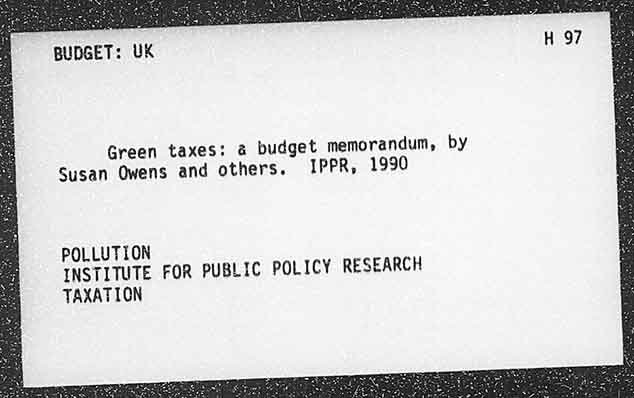 BUDGET: UK
H 97
Green taxes: a budget memorandum, by
Susan Owens and others. IPPR, 1990
POLLUTION
INSTITUTE FOR PUBLIC POLICY RESEARCH
TAXATION